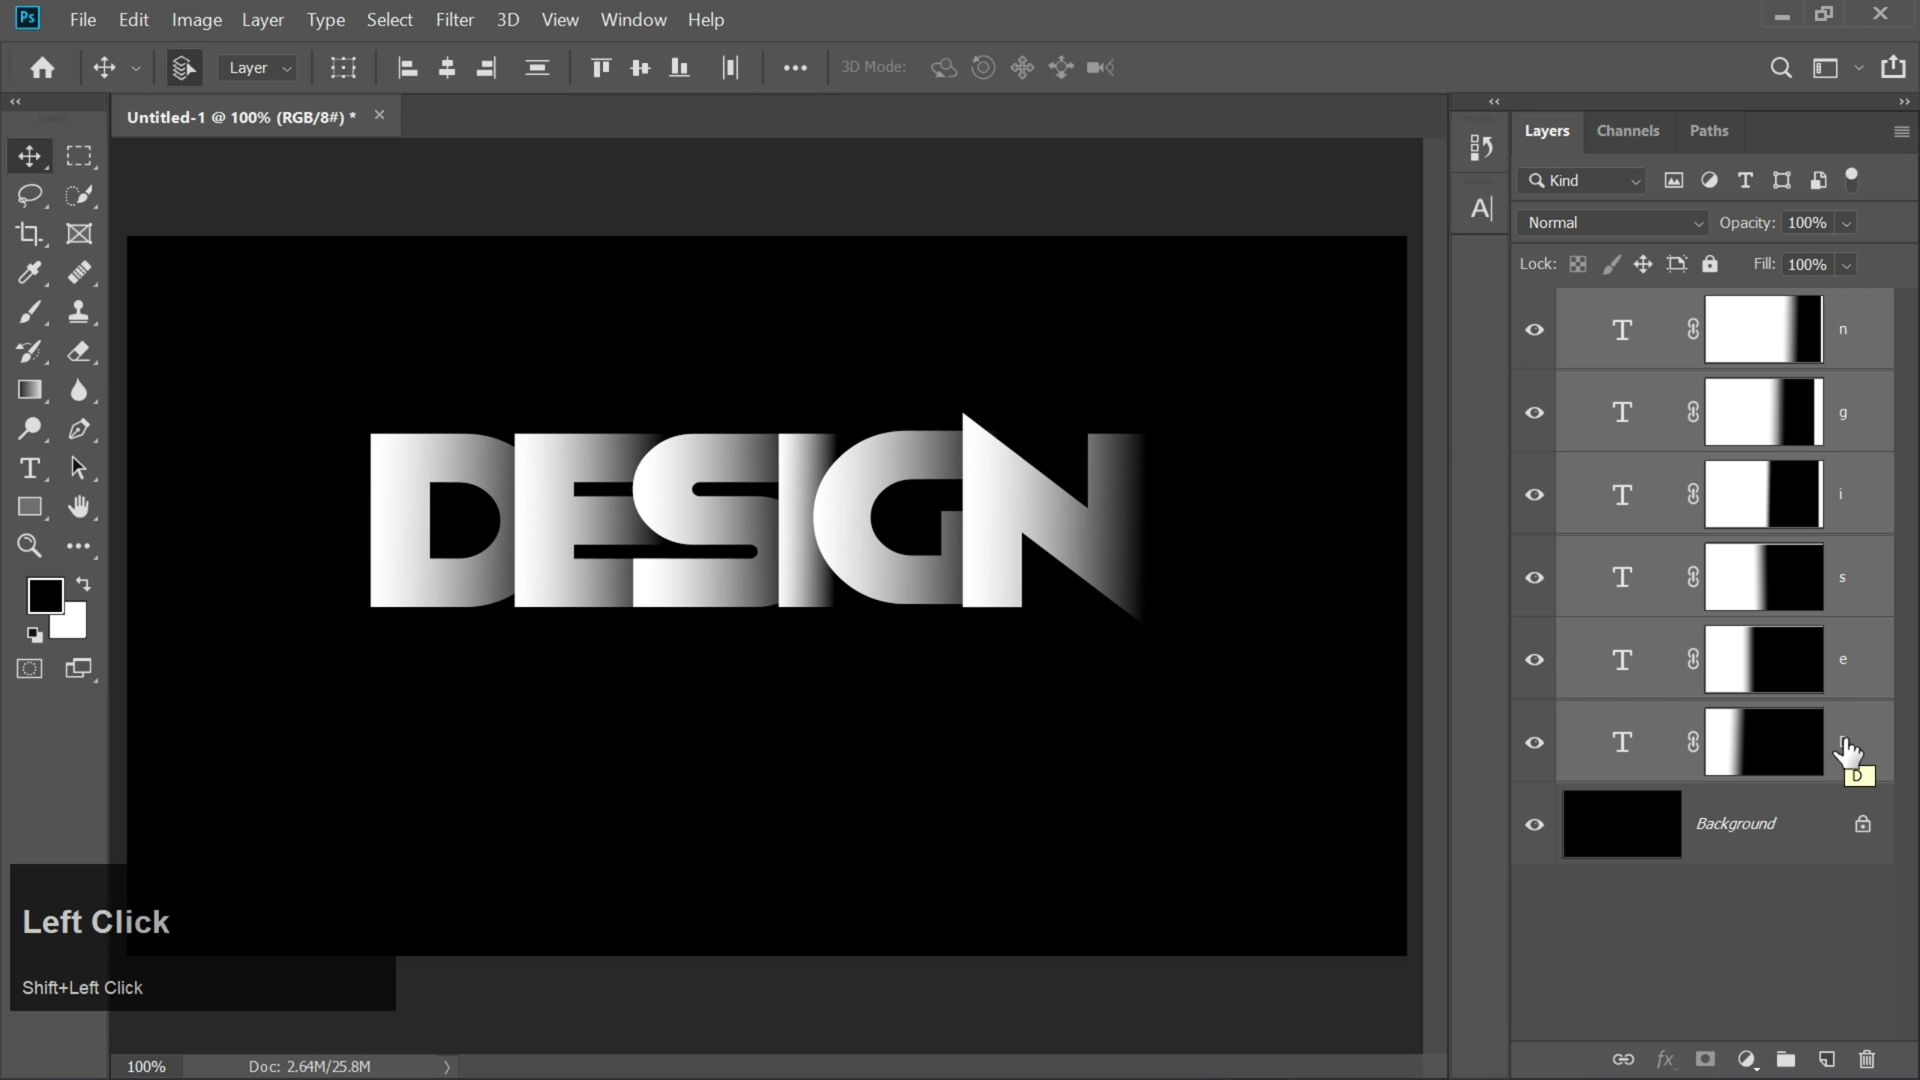 Ps File Edit Image Layer Type Select Filter 3D View Window Help
Layer 3D Mode:
Untitled-1 @ 100% (RGB/8#) * ×
Layers Channels Paths
Kind
Normal Opacity: 100%
Lock: Fill: 100%
T n
T g
T i
T s
T e
T D
D
Background
DESIGN
Left Click
Shift+Left Click
100% Doc: 2.64M/25.8M